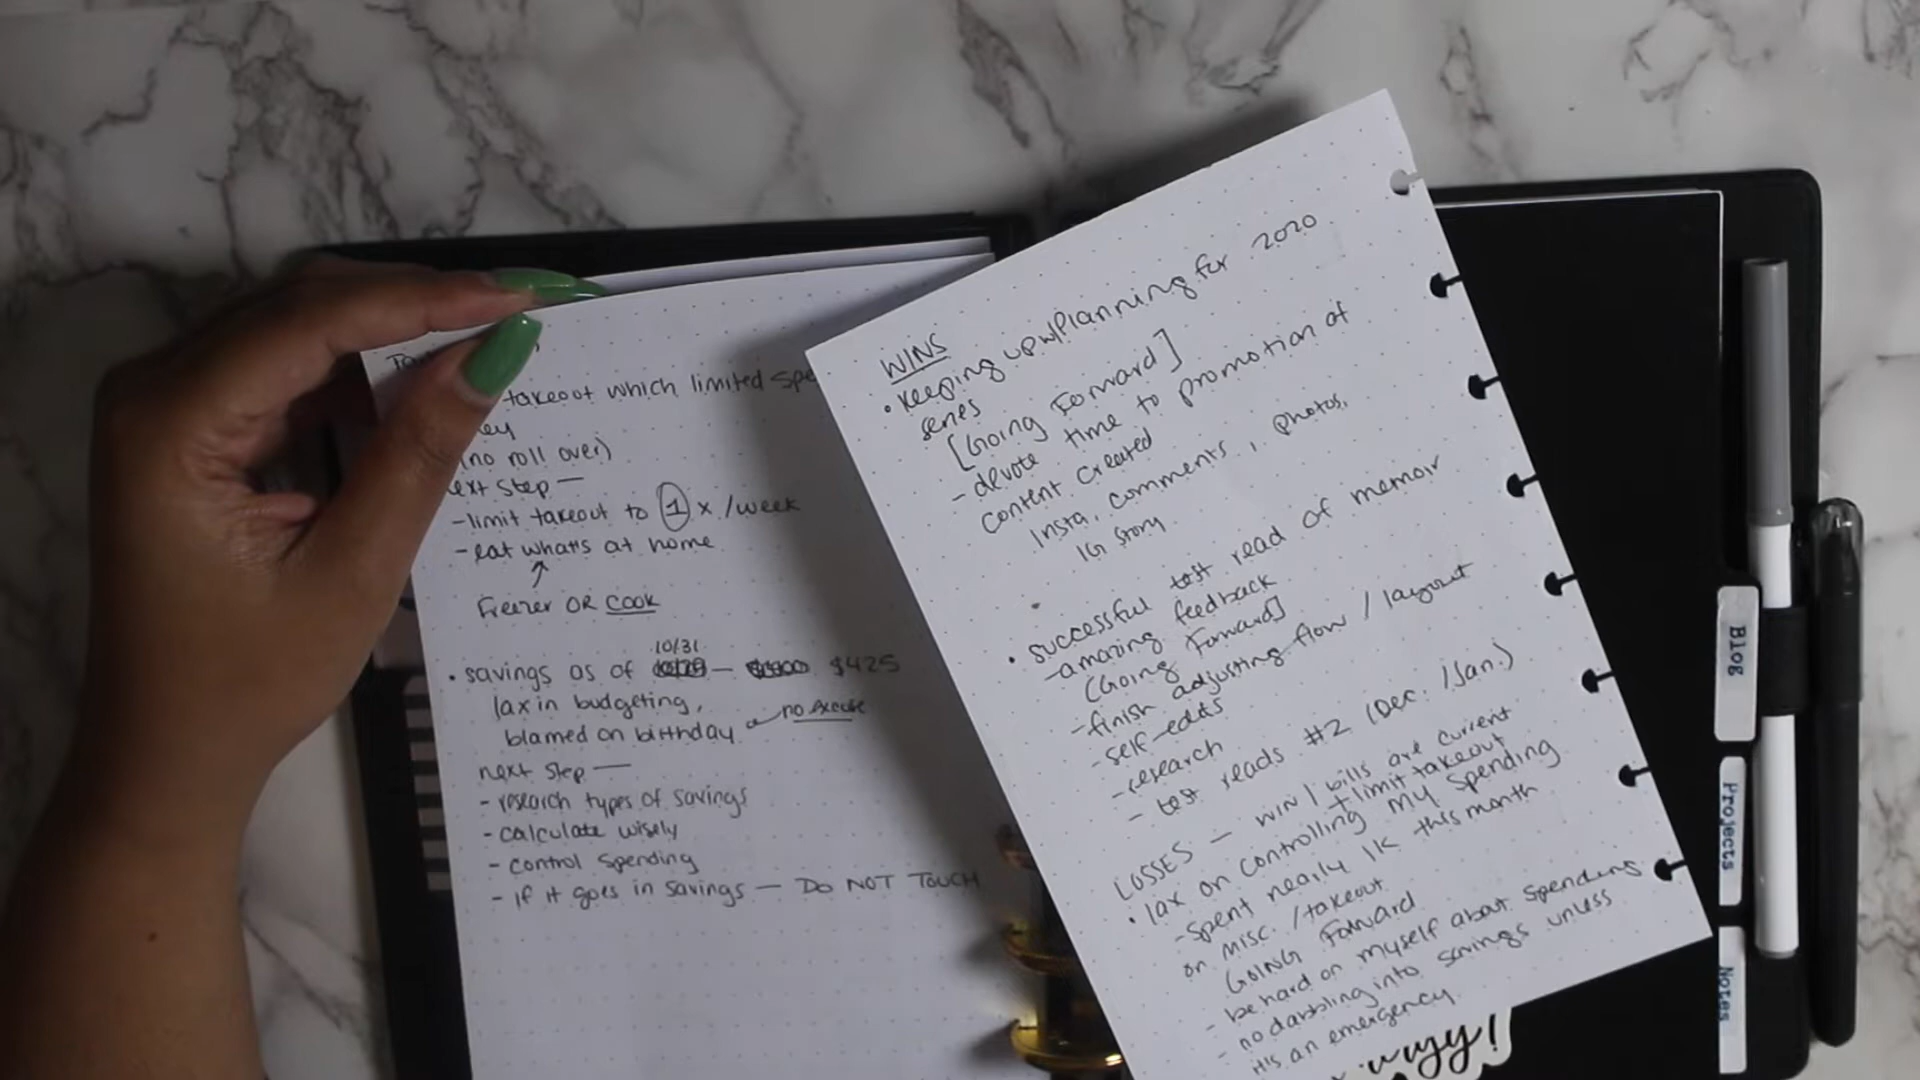 takeout which limited spe
ey
(no roll over)
ext step —
- limit takeout to 1 x /week
- eat what's at home
Freezer OR COOK
10/31
• savings as of — $425
lax in budgeting,
blamed on birthday no excuse
next step —
- research types of savings
- calculate wisely
- control spending
- if it goes in savings — DO NOT TOUCH
WINS
• keeping up w/ Planning for 2020
series
[Going Forward]
- devote time to promotion of
content created
Insta, comments, photos,
IG story
• successful test read of memoir
- amazing feedback
[Going Forward]
- finish adjusting flow / layout
- self-edits
- research
- test reads #2 (Dec. / Jan.)
LOSSES — WIN / bills are current
+ limit takeout
• lax on controlling my spending
- spent nearly 1k this month
on misc. / takeout
GOING FORWARD
- be hard on myself about spending
- no dabbling into savings unless
it's an emergency.
Blog
Projects
Notes